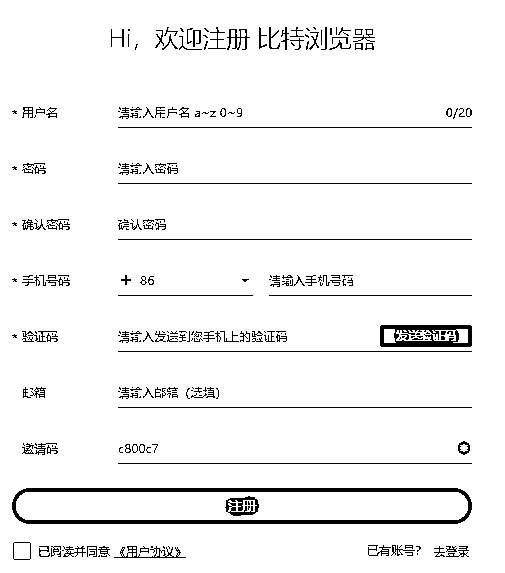 Hi，欢迎注册 比特浏览器
* 用户名 请输入用户名 a~z 0~9 0/20
* 密码 请输入密码
* 确认密码 确认密码
* 手机号码 + 86 请输入手机号码
* 验证码 请输入发送到您手机上的验证码 发送验证码
邮箱 请输入邮箱（选填）
邀请码 c800c7
注册
已阅读并同意 《用户协议》 已有账号？ 去登录